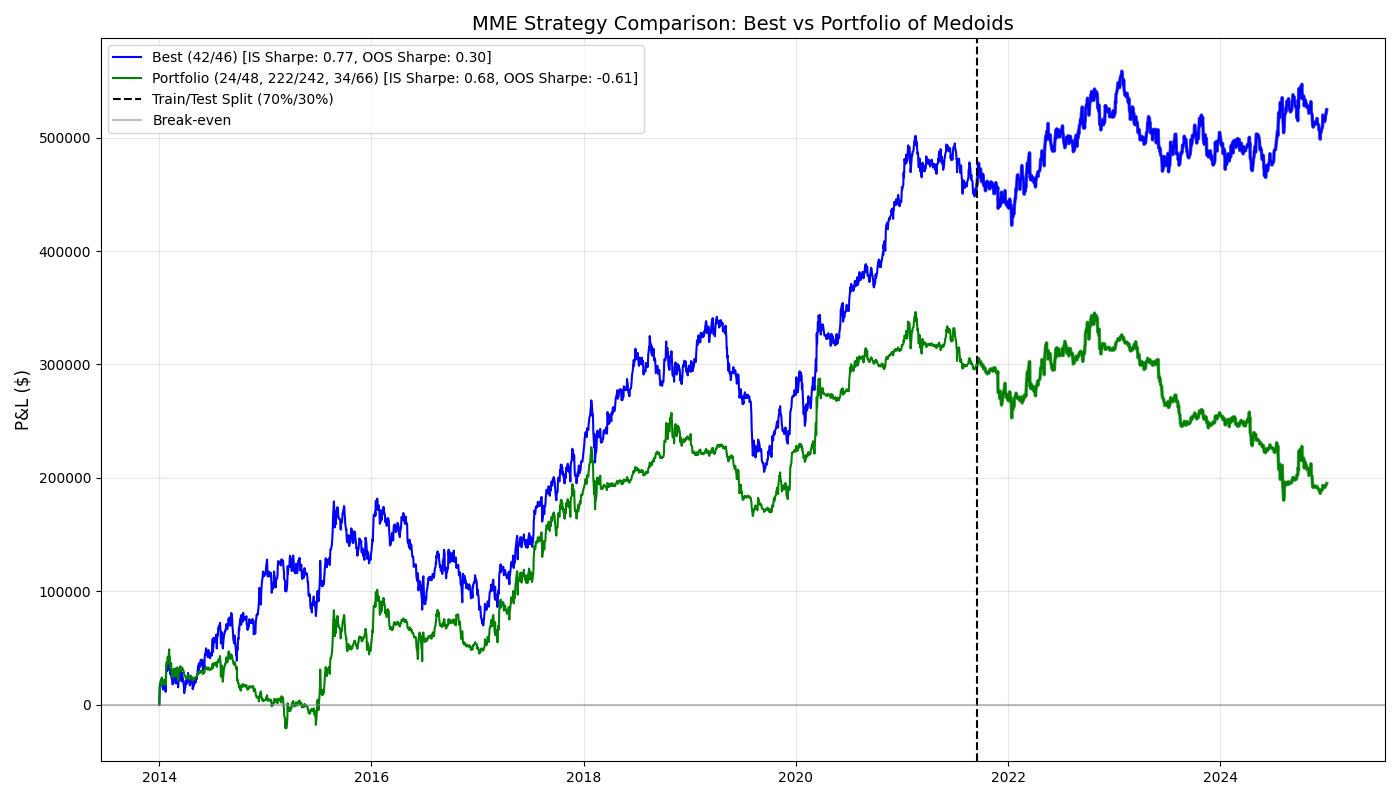 MME Strategy Comparison: Best vs Portfolio of Medoids
Best (42/46) [IS Sharpe: 0.77, OOS Sharpe: 0.30]
Portfolio (24/48, 222/242, 34/66) [IS Sharpe: 0.68, OOS Sharpe: -0.61]
Train/Test Split (70%/30%)
Break-even
P&L ($)
500000
400000
300000
200000
100000
0
2014
2016
2018
2020
2022
2024